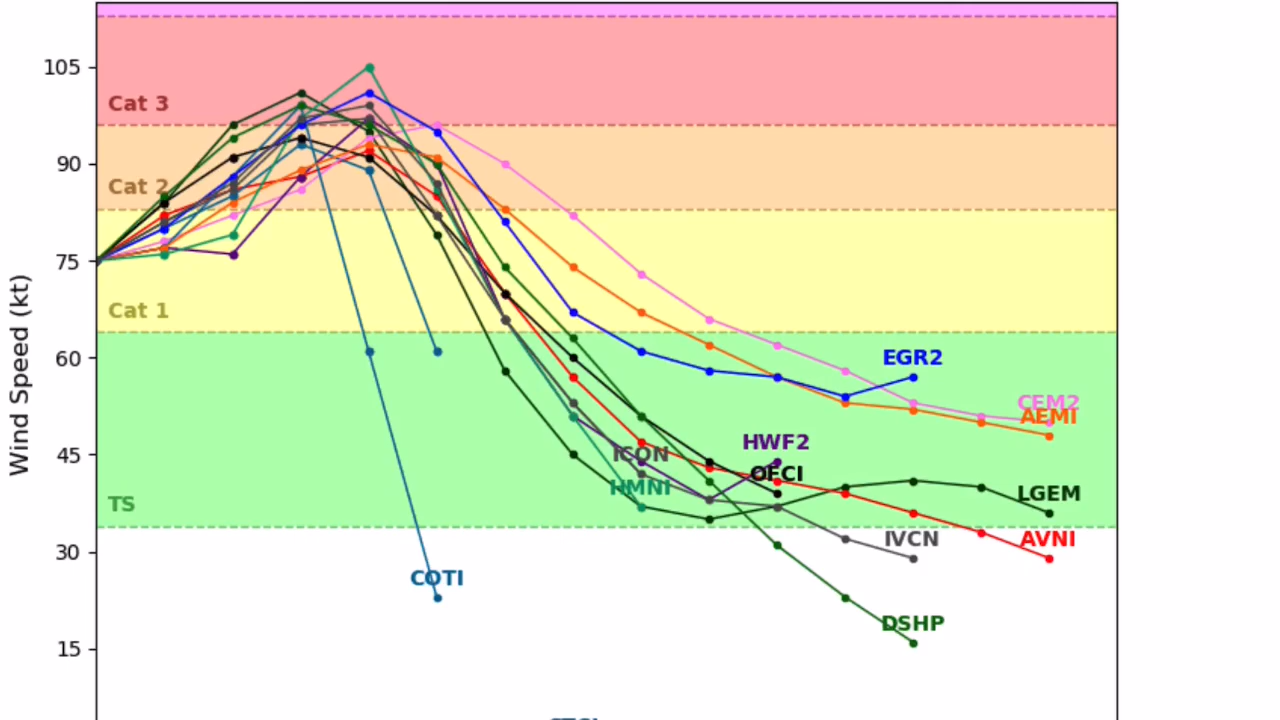 105
Cat 3
90
Cat 2
75
Wind Speed (kt)
Cat 1
60
EGR2
CEM2
AEMI
HWF2
45
ICON
OFCI
HMNI
LGEM
TS
IVCN
AVNI
30
COTI
DSHP
15